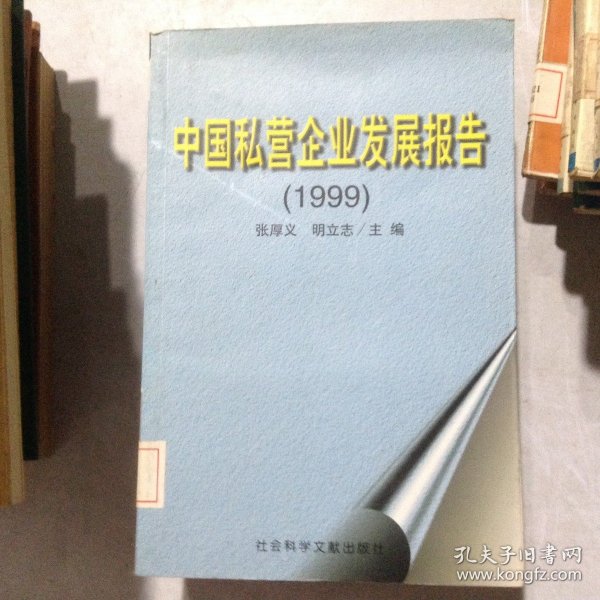 中国私营企业发展报告
(1999)
张厚义 明立志/主 编
社会科学文献出版社
孔夫子旧书网
www.kongfz.com